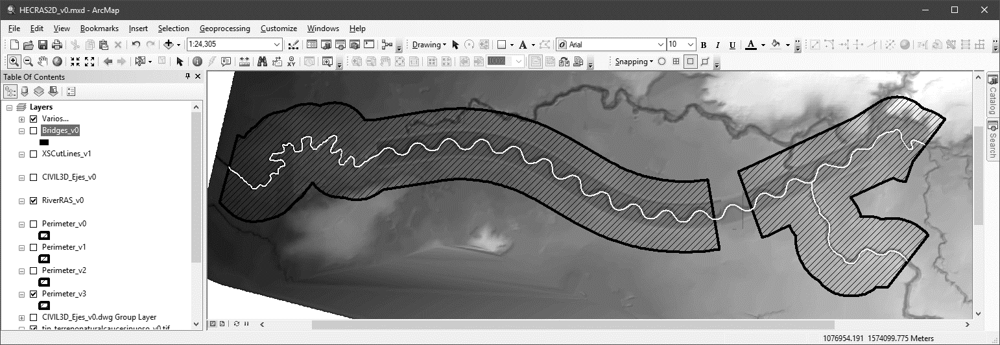 HECRAS2D_v0.mxd - ArcMap
File Edit View Bookmarks Insert Selection Geoprocessing Customize Windows Help
1:24,305 Drawing Arial 10 B I U A
100% Snapping
Table Of Contents
Layers
Varios...
Bridges_v0
XSCutLines_v1
CIVIL3D_Ejes_v0
RiverRAS_v0
Perimeter_v0
Perimeter_v1
Perimeter_v2
Perimeter_v3
CIVIL3D_Ejes_v0.dwg Group Layer
tin_terrenonaturalcaucesinuoso_v0.tif
Catalog
Search
1076954.191 1574099.775 Meters